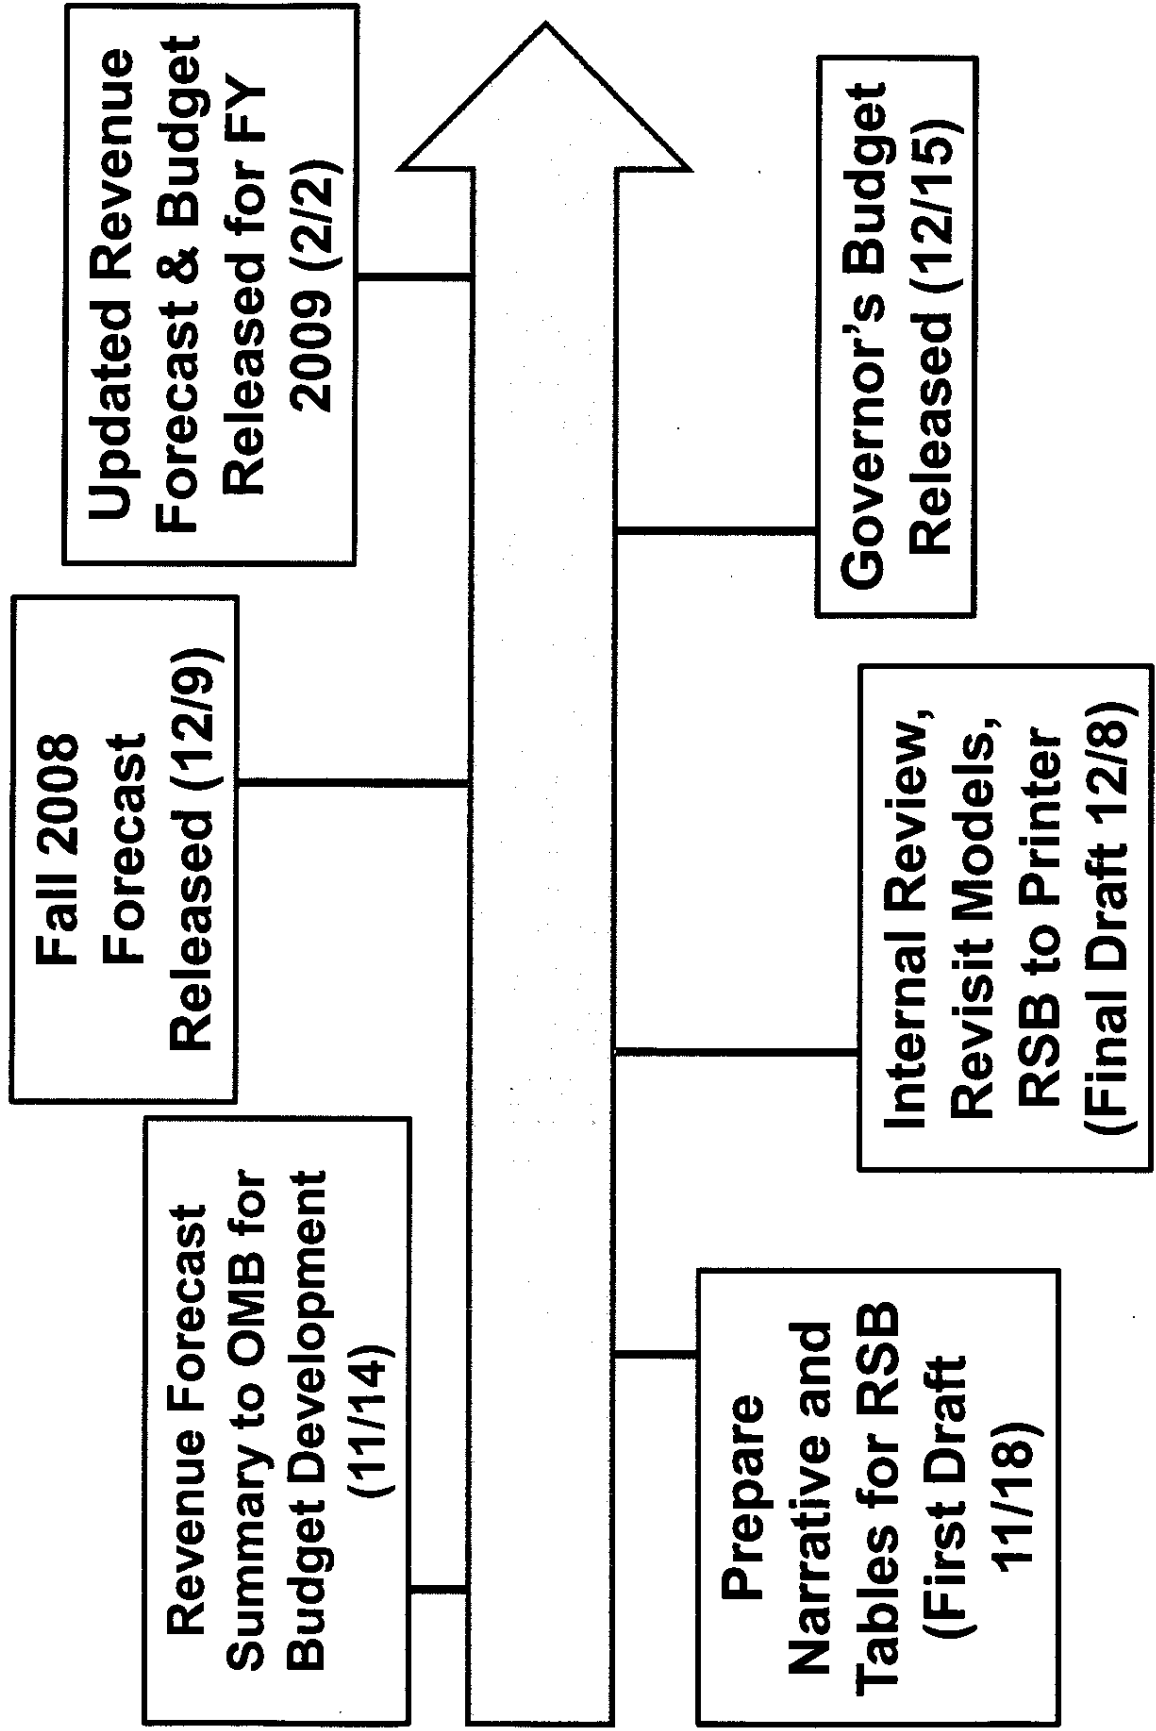 Revenue Forecast
Summary to OMB for
Budget Development
(11/14)
Fall 2008
Forecast
Released (12/9)
Updated Revenue
Forecast & Budget
Released for FY
2009 (2/2)
Prepare
Narrative and
Tables for RSB
(First Draft
11/18)
Internal Review,
Revisit Models,
RSB to Printer
(Final Draft 12/8)
Governor's Budget
Released (12/15)